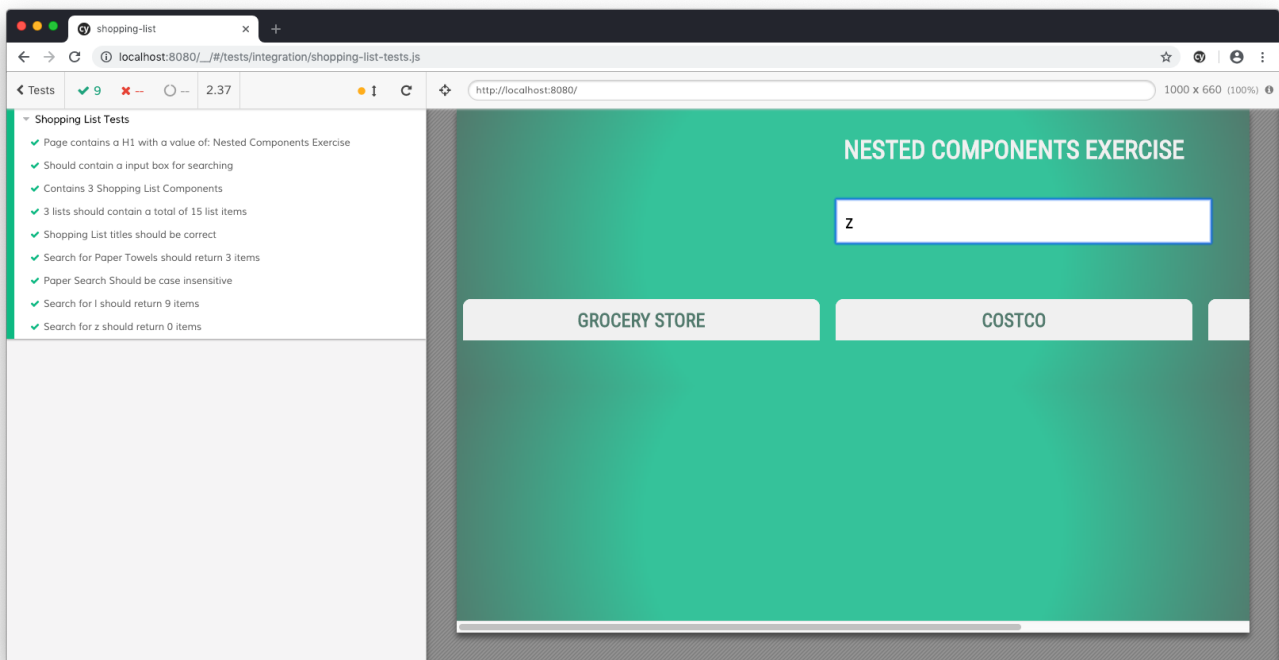 shopping-list
localhost:8080/__/#/tests/integration/shopping-list-tests.js
Tests 9 -- -- 2.37
http://localhost:8080/
1000 x 660 (100%)
Shopping List Tests
Page contains a H1 with a value of: Nested Components Exercise
Should contain a input box for searching
Contains 3 Shopping List Components
3 lists should contain a total of 15 list items
Shopping List titles should be correct
Search for Paper Towels should return 3 items
Paper Search Should be case insensitive
Search for l should return 9 items
Search for z should return 0 items
NESTED COMPONENTS EXERCISE
z
GROCERY STORE
COSTCO